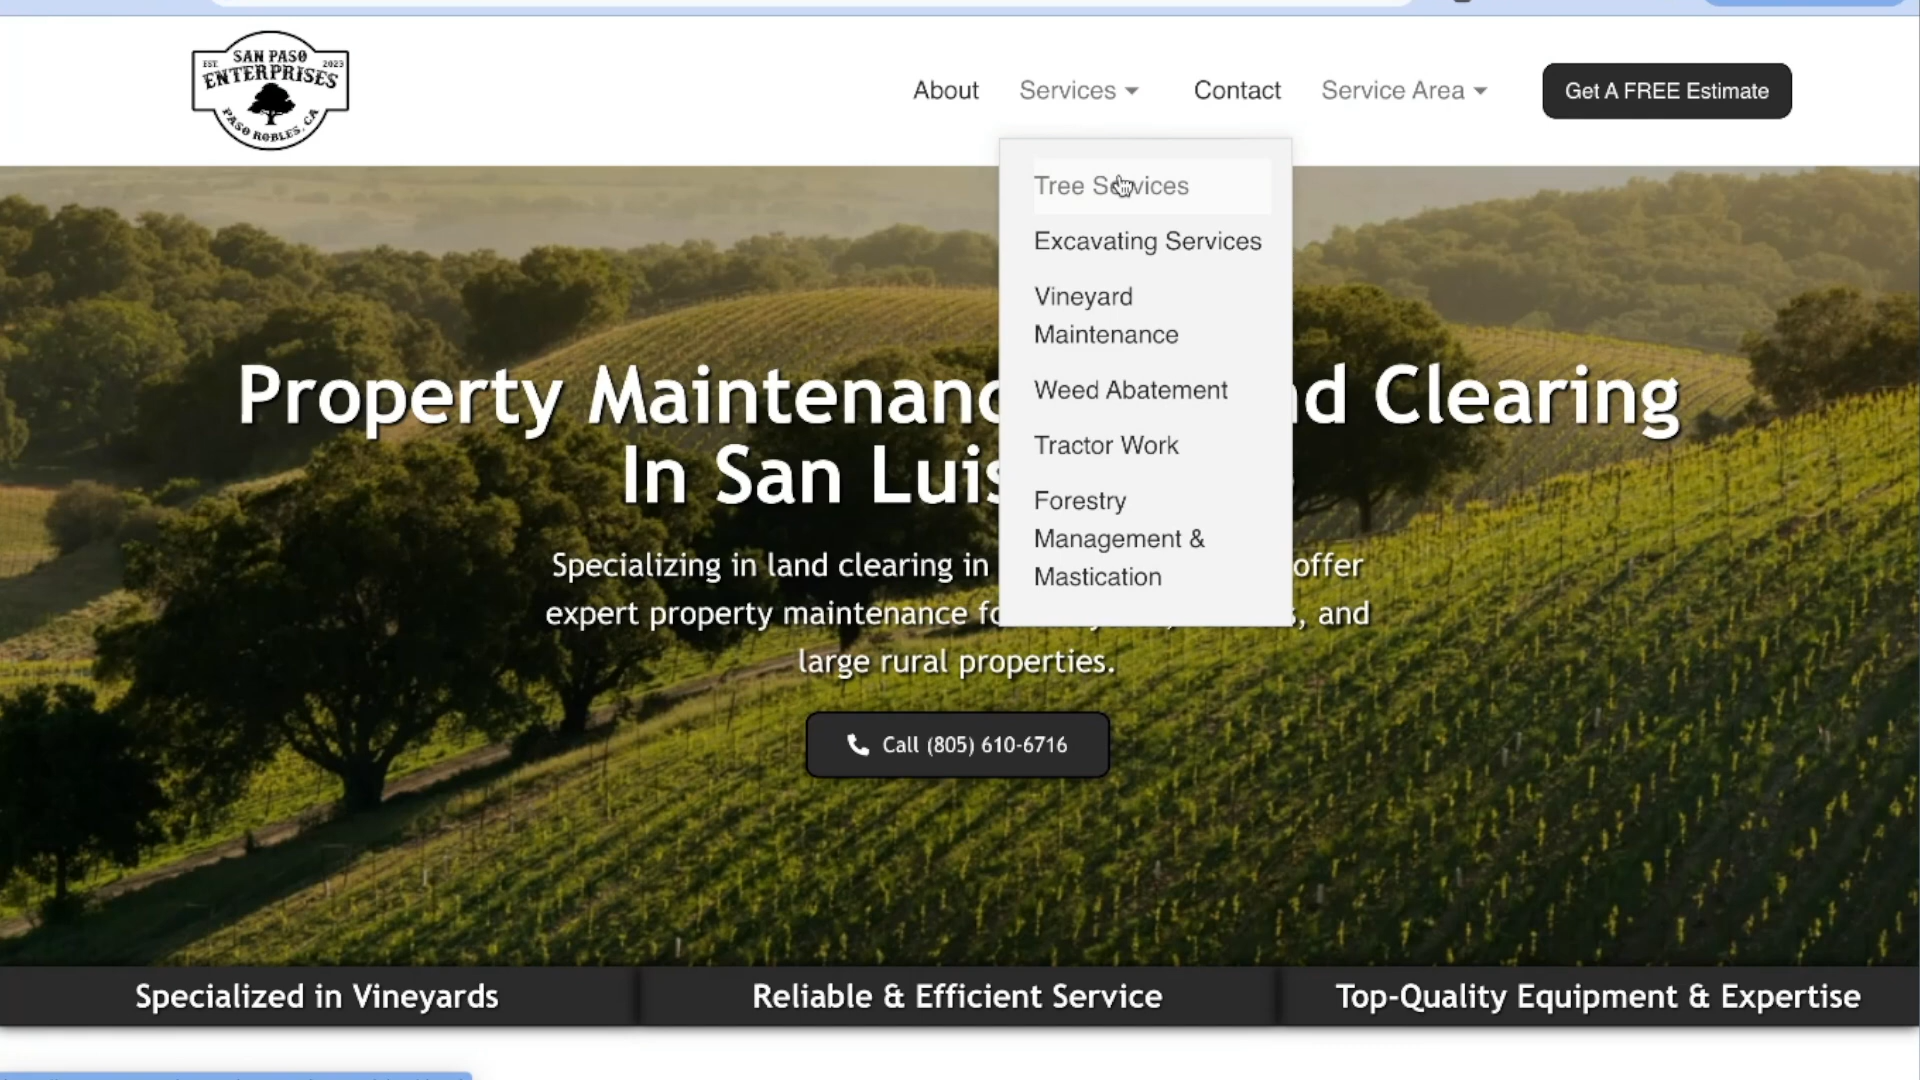 SAN PASO
EST. 2023
ENTERPRISES
PASO ROBLES, CA
About
Services
Contact
Service Area
Get A FREE Estimate
Tree Services
Excavating Services
Vineyard
Maintenance
Weed Abatement
Tractor Work
Forestry
Management &
Mastication
Property Maintenanc d Clearing
In San Luis
Specializing in land clearing in offer
expert property maintenance fo , and
large rural properties.
Call (805) 610-6716
Specialized in Vineyards
Reliable & Efficient Service
Top-Quality Equipment & Expertise